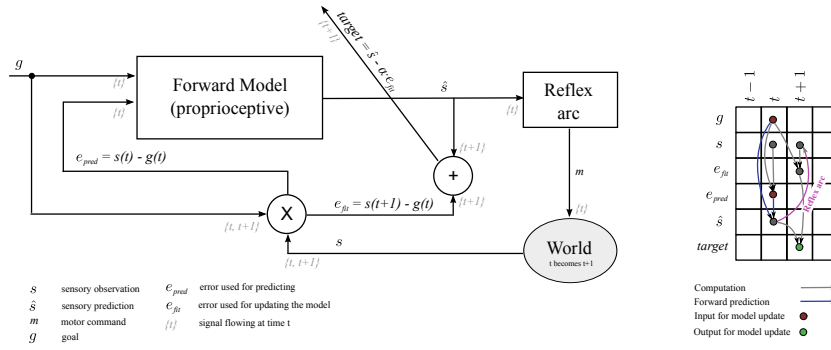 target = ŝ - α·e_fit
{t+1}
g
{t}
{t}
Forward Model
(proprioceptive)
ŝ
{t}
Reflex
arc
e_pred = s(t) - g(t)
{t+1}
+
{t+1}
m
{t}
e_fit = s(t+1) - g(t)
{t, t+1}
X
{t, t+1}
s
World
t becomes t+1
s sensory observation
ŝ sensory prediction
m motor command
g goal
e_pred error used for predicting
e_fit error used for updating the model
{t} signal flowing at time t
t − 1
t
t + 1
g
s
e_fit
e_pred
ŝ
target
Reflex arc
Computation
Forward prediction
Input for model update
Output for model update